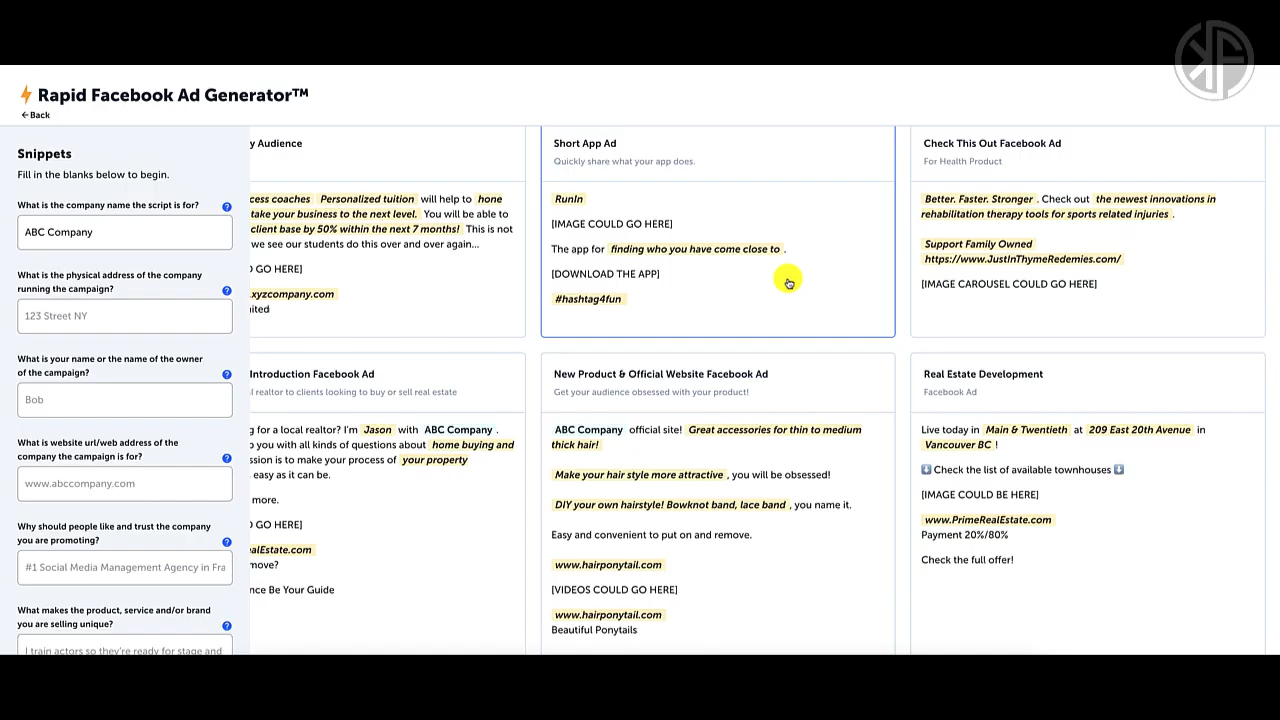 KF
Rapid Facebook Ad Generator™
Back
Snippets
Fill in the blanks below to begin.
What is the company name the script is for?
?
ABC Company
What is the physical address of the company
running the campaign?
?
123 Street NY
What is your name or the name of the owner
of the campaign?
?
Bob
What is website url/web address of the
company the campaign is for?
?
www.abccompany.com
Why should people like and trust the company
you are promoting?
?
#1 Social Media Management Agency in Fra
What makes the product, service and/or brand
you are selling unique?
?
I train actors so they're ready for stage and
y Audience
cess coaches Personalized tuition will help to hone
take your business to the next level. You will be able to
client base by 50% within the next 7 months! This is not
we see our students do this over and over again...
O GO HERE]
.xyzcompany.com
ited
Short App Ad
Quickly share what your app does.
RunIn
[IMAGE COULD GO HERE]
The app for finding who you have come close to .
[DOWNLOAD THE APP]
#hashtag4fun
Check This Out Facebook Ad
For Health Product
Better. Faster. Stronger . Check out the newest innovations in
rehabilitation therapy tools for sports related injuries .
Support Family Owned
https://www.JustInThymeRedemies.com/
[IMAGE CAROUSEL COULD GO HERE]
Introduction Facebook Ad
l realtor to clients looking to buy or sell real estate
g for a local realtor? I'm Jason with ABC Company .
p you with all kinds of questions about home buying and
ssion is to make your process of your property
easy as it can be.
more.
D GO HERE]
alEstate.com
move?
nce Be Your Guide
New Product & Official Website Facebook Ad
Get your audience obsessed with your product!
ABC Company official site! Great accessories for thin to medium
thick hair!
Make your hair style more attractive , you will be obsessed!
DIY your own hairstyle! Bowknot band, lace band , you name it.
Easy and convenient to put on and remove.
www.hairponytail.com
[VIDEOS COULD GO HERE]
www.hairponytail.com
Beautiful Ponytails
Real Estate Development
Facebook Ad
Live today in Main & Twentieth at 209 East 20th Avenue in
Vancouver BC !
⬇️Check the list of available townhouses⬇️
[IMAGE COULD BE HERE]
www.PrimeRealEstate.com
Payment 20%/80%
Check the full offer!